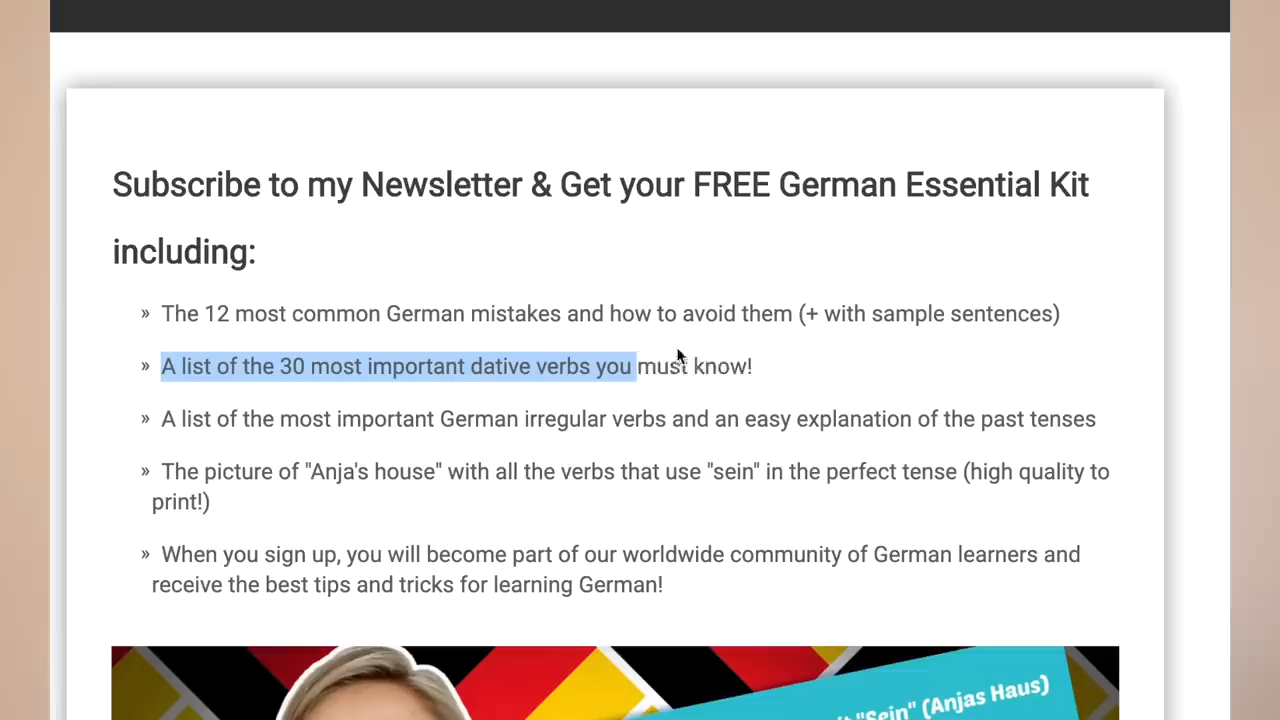 Subscribe to my Newsletter & Get your FREE German Essential Kit
including:
» The 12 most common German mistakes and how to avoid them (+ with sample sentences)
» A list of the 30 most important dative verbs you must know!
» A list of the most important German irregular verbs and an easy explanation of the past tenses
» The picture of "Anja's house" with all the verbs that use "sein" in the perfect tense (high quality to
print!)
» When you sign up, you will become part of our worldwide community of German learners and
receive the best tips and tricks for learning German!
"Sein" (Anjas Haus)